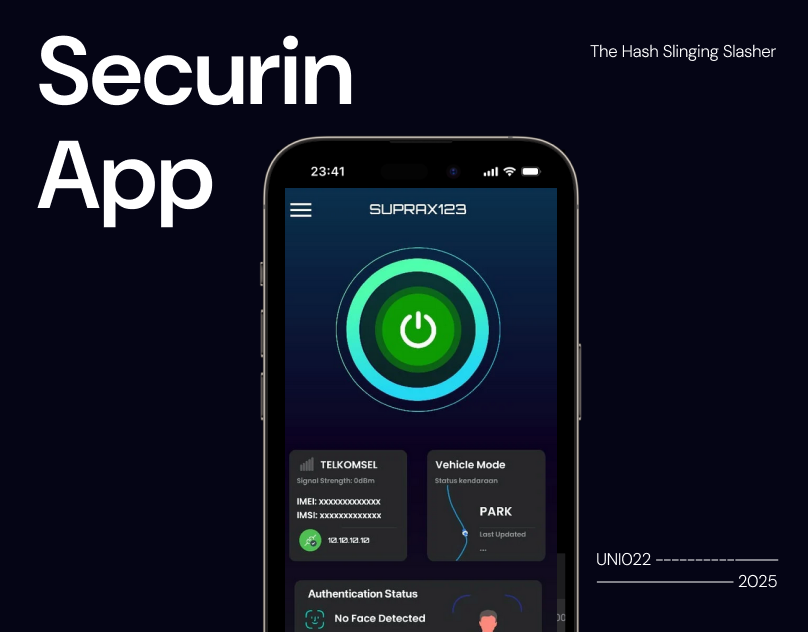 Securin
App
The Hash Slinging Slasher
23:41
SUPRAX123
TELKOMSEL
Signal Strength: 0dBm
IMEI: xxxxxxxxxxxxx
IMSI: xxxxxxxxxxxxx
10.10.10.10
Vehicle Mode
Status kendaraan
PARK
Last Updated
...
Authentication Status
No Face Detected
UNI022
2025